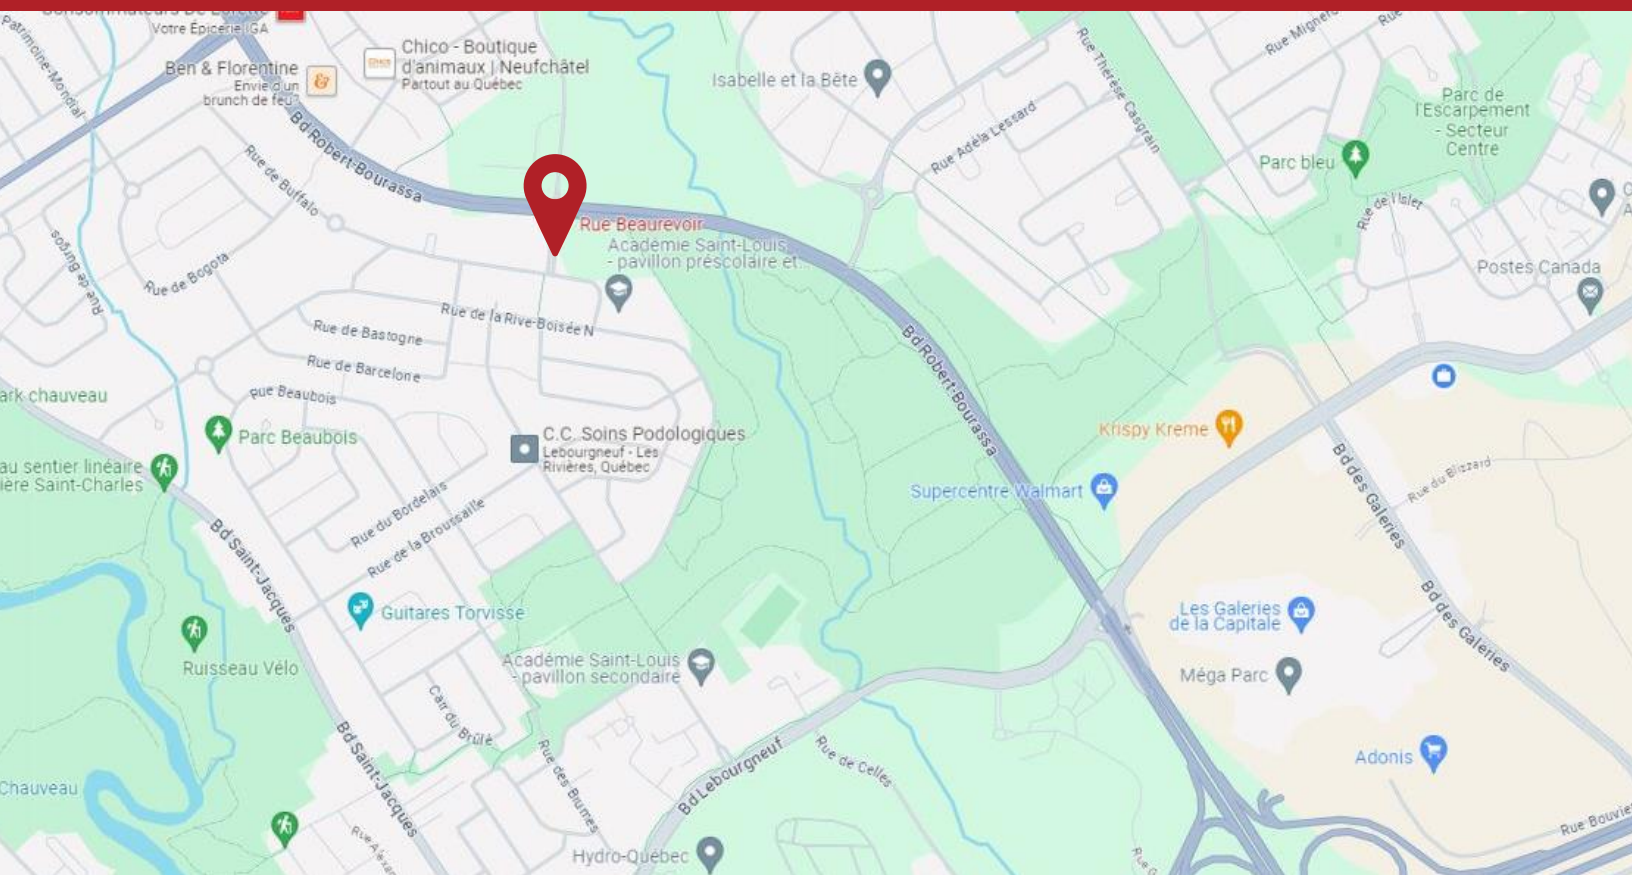 Consommateurs De Lorette
Votre Épicerie IGA
Patrimoine-Mondial
Chico - Boutique
d'animaux | Neufchâtel
Partout au Québec
Ben & Florentine
Envie d'un
brunch de feu?
Bd Robert-Bourassa
Isabelle et la Bête
Rue Thérèse-Casgrain
Rue Adéla Lessard
Rue
Parc de
l'Escarpement
- Secteur
Centre
Parc bleu
Rue de l'Islet
Rue de Buffalo
Rue Beaurevoir
Académie Saint-Louis
- pavillon préscolaire et...
Rue de Burgos
Rue de Bogota
Postes Canada
Rue de la Rive-Boisée N
Rue de Bastogne
Rue de Barcelone
Rue Beaubois
ark chauveau
Parc Beaubois
Bd Robert-Bourassa
Krispy Kreme
C.C. Soins Podologiques
Lebourgneuf - Les
Rivières, Québec
au sentier linéaire
ière Saint-Charles
Supercentre Walmart
Bd des Galeries
Rue du Blizzard
Rue du Bordelais
Rue de la Broussaille
Bd Saint-Jacques
Guitares Torvisse
Les Galeries
de la Capitale
Bd des Galeries
Ruisseau Vélo
Académie Saint-Louis
- pavillon secondaire
Méga Parc
Carr du Brûlé
Bd Saint-Jacques
Rue des Brumes
Bd Lebourgneuf
Rue de Celles
Adonis
Chauveau
Rue Bouvie
Hydro-Québec